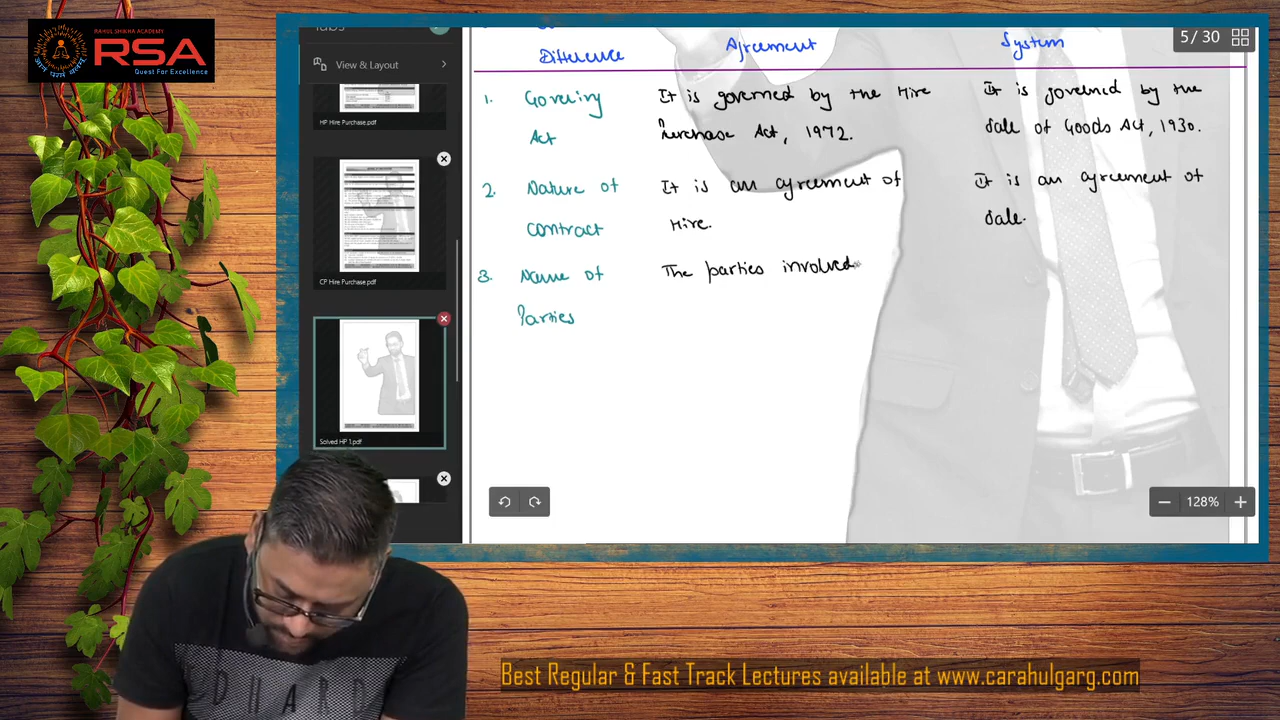 RAHUL SHIKHA ACADEMY
RSA
Quest For Excellence
View & Layout
HP Hire Purchase.pdf
CP Hire Purchase.pdf
Solved HP 1.pdf
5 / 30
Difference Agreement System
1. Govering Act
It is governed by the Hire
Purchase Act, 1972.
It is governed by the
Sale of Goods Act, 1930.
2. Nature of
contract
It is an agreement of
Hire.
It is an agreement of
Sale.
3. Name of
Parties
The parties involved
128%
Best Regular & Fast Track Lectures available at www.carahulgarg.com